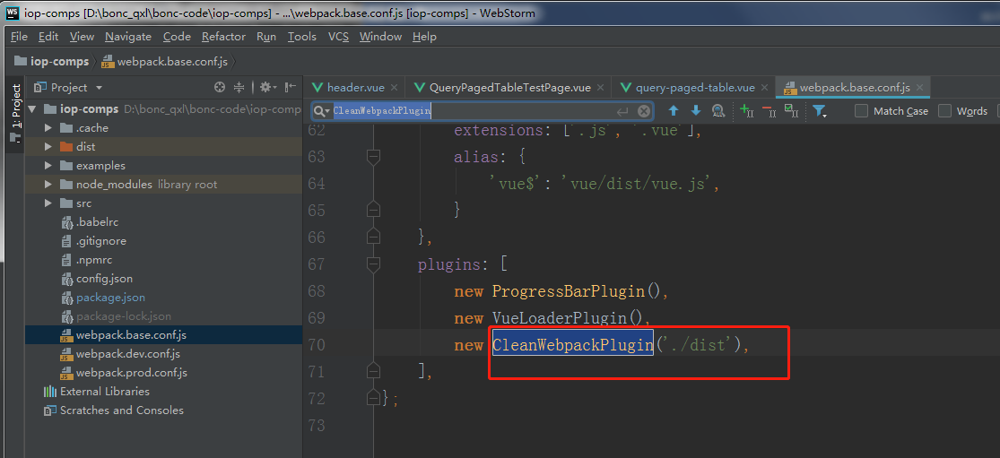 WS iop-comps [D:\bonc_qxl\bonc-code\iop-comps] - ...\webpack.base.conf.js [iop-comps] - WebStorm
File Edit View Navigate Code Refactor Run Tools VCS Window Help
iop-comps webpack.base.conf.js
1: Project
Project
header.vue QueryPagedTableTestPage.vue query-paged-table.vue webpack.base.conf.js
CleanWebpackPlugin Match Case Words
iop-comps D:\bonc_qxl\bonc-code\iop-comp
.cache
dist
examples
node_modules library root
src
.babelrc
.gitignore
.npmrc
config.json
package.json
package-lock.json
webpack.base.conf.js
webpack.dev.conf.js
webpack.prod.conf.js
External Libraries
Scratches and Consoles
62 extensions: ['.js', '.vue'],
63 alias: {
64 'vue$': 'vue/dist/vue.js',
65 }
66 },
67 plugins: [
68 new ProgressBarPlugin(),
69 new VueLoaderPlugin(),
70 new CleanWebpackPlugin('./dist'),
71 ],
72 };
73